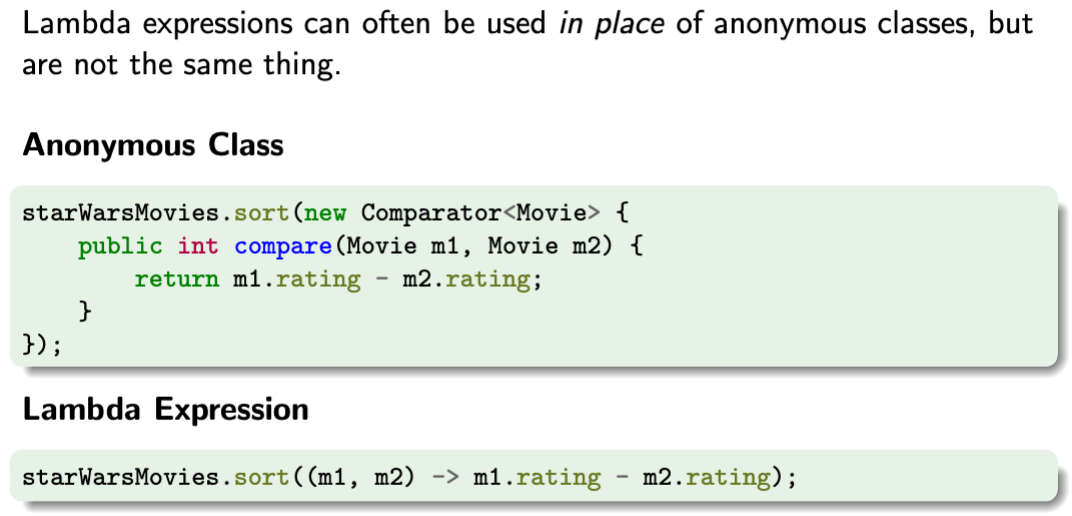 Lambda expressions can often be used in place of anonymous classes, but
are not the same thing.
Anonymous Class
starWarsMovies.sort(new Comparator<Movie> {
    public int compare(Movie m1, Movie m2) {
        return m1.rating - m2.rating;
    }
});
Lambda Expression
starWarsMovies.sort((m1, m2) -> m1.rating - m2.rating);